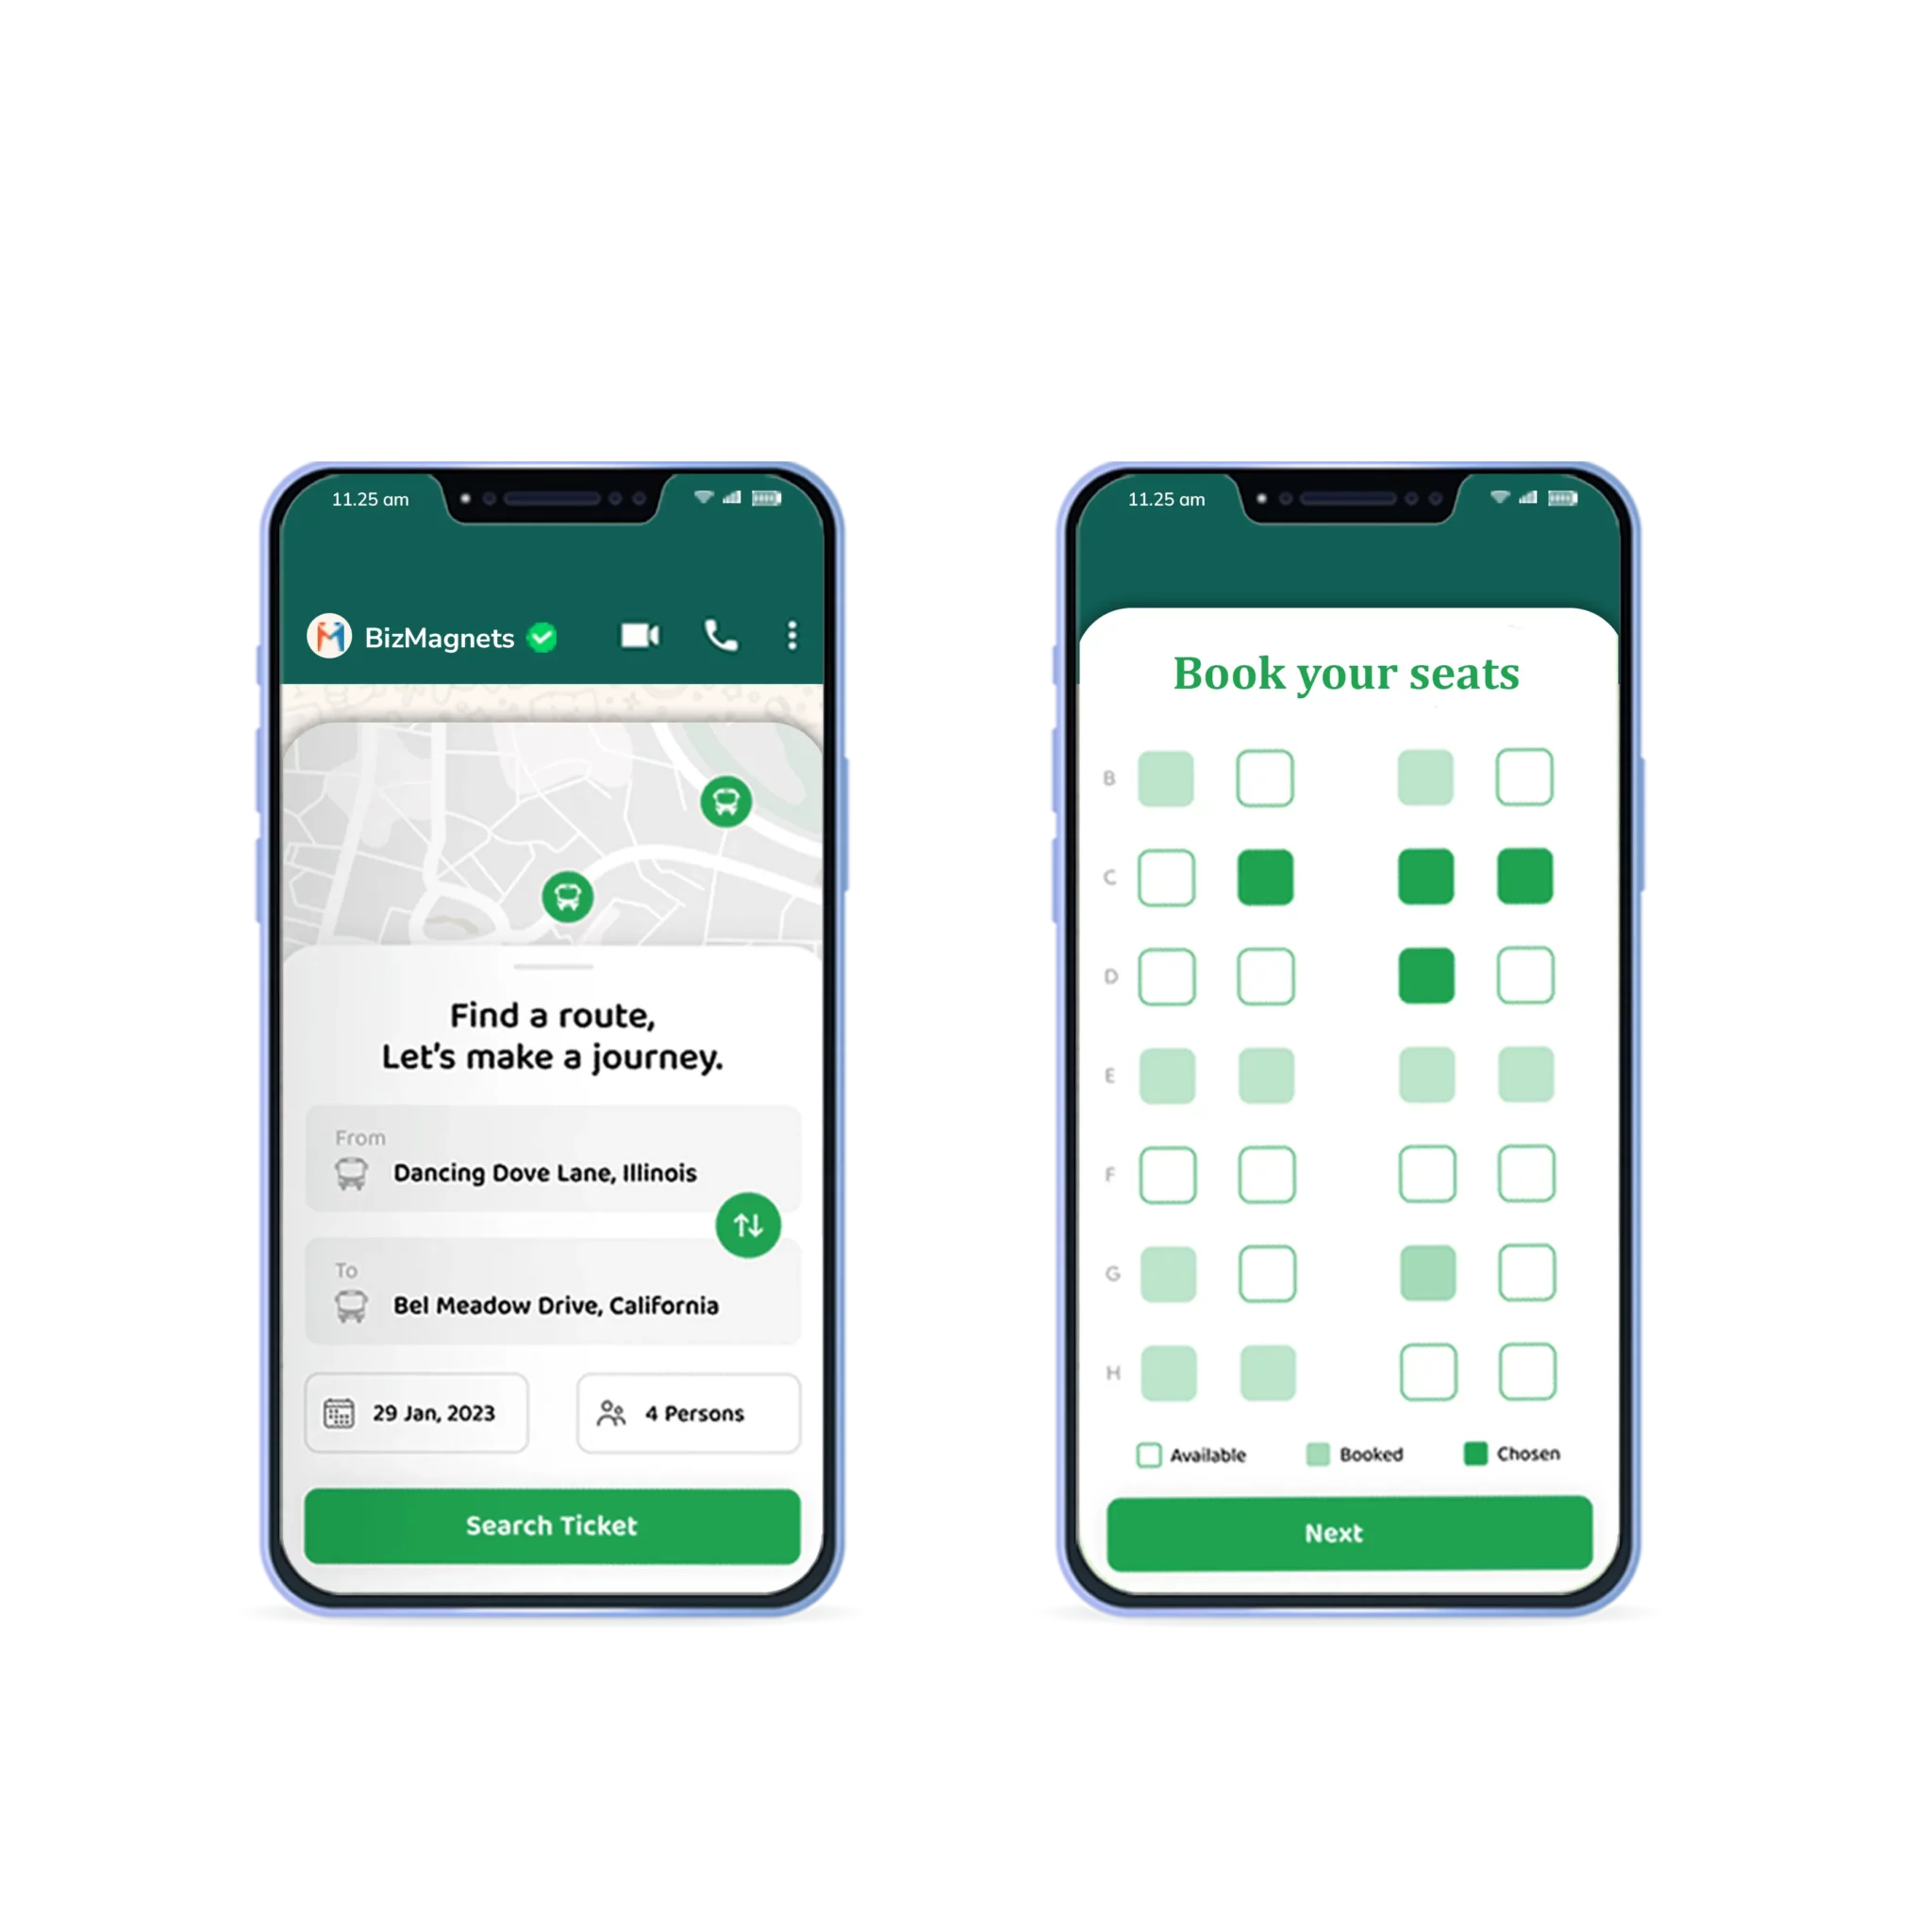 11.25 am
BizMagnets
Find a route,
Let's make a journey.
From
Dancing Dove Lane, Illinois
To
Bel Meadow Drive, California
29 Jan, 2023
4 Persons
Search Ticket
11.25 am
Book your seats
B
C
D
E
F
G
H
Available
Booked
Chosen
Next